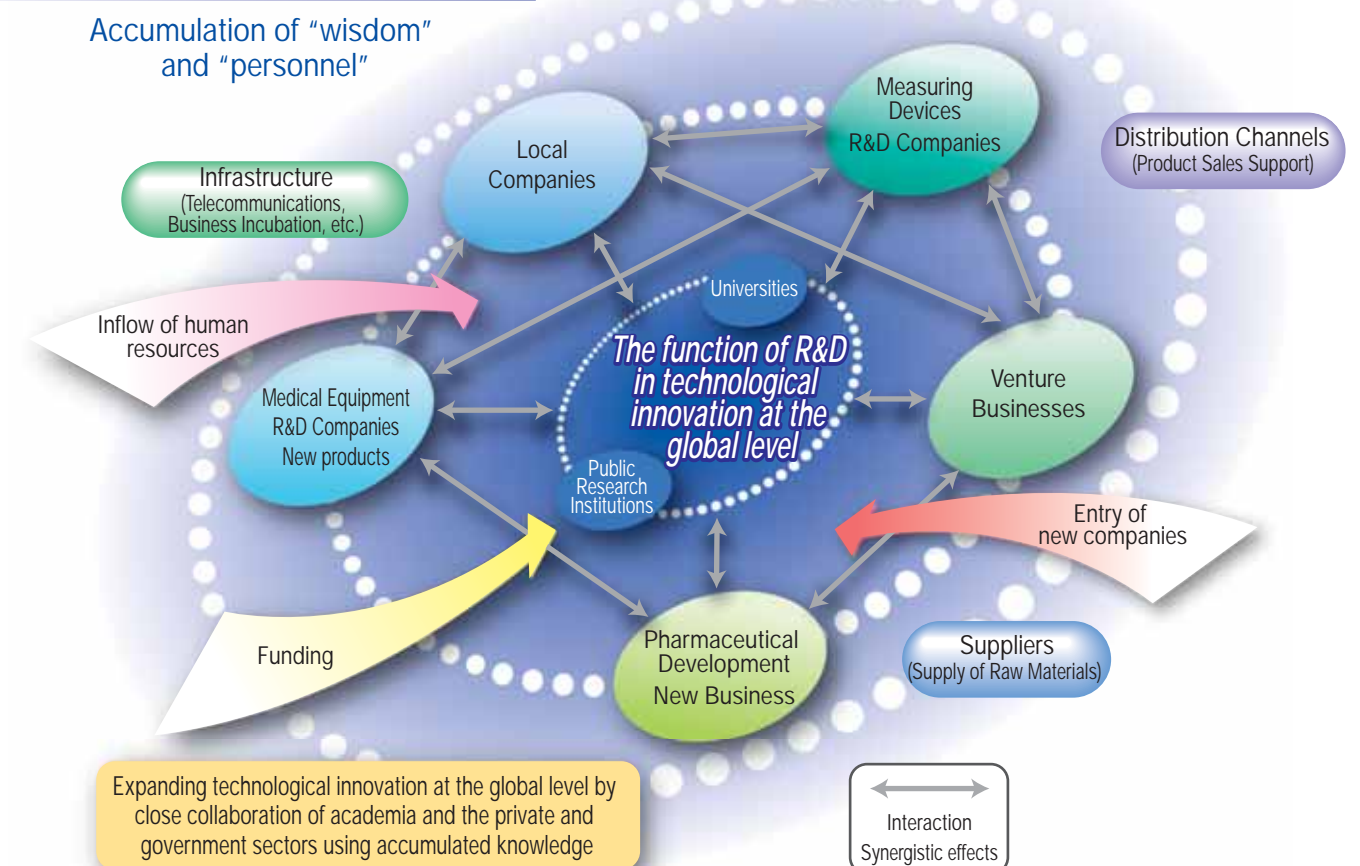 Accumulation of “wisdom”
and “personnel”
Measuring
Devices
R&D Companies
Distribution Channels
(Product Sales Support)
Local
Companies
Infrastructure
(Telecommunications,
Business Incubation, etc.)
Universities
Inflow of human
resources
The function of R&D
in technological
innovation at the
global level
Venture
Businesses
Medical Equipment
R&D Companies
New products
Public
Research
Institutions
Entry of
new companies
Funding
Pharmaceutical
Development
New Business
Suppliers
(Supply of Raw Materials)
Expanding technological innovation at the global level by
close collaboration of academia and the private and
government sectors using accumulated knowledge
Interaction
Synergistic effects